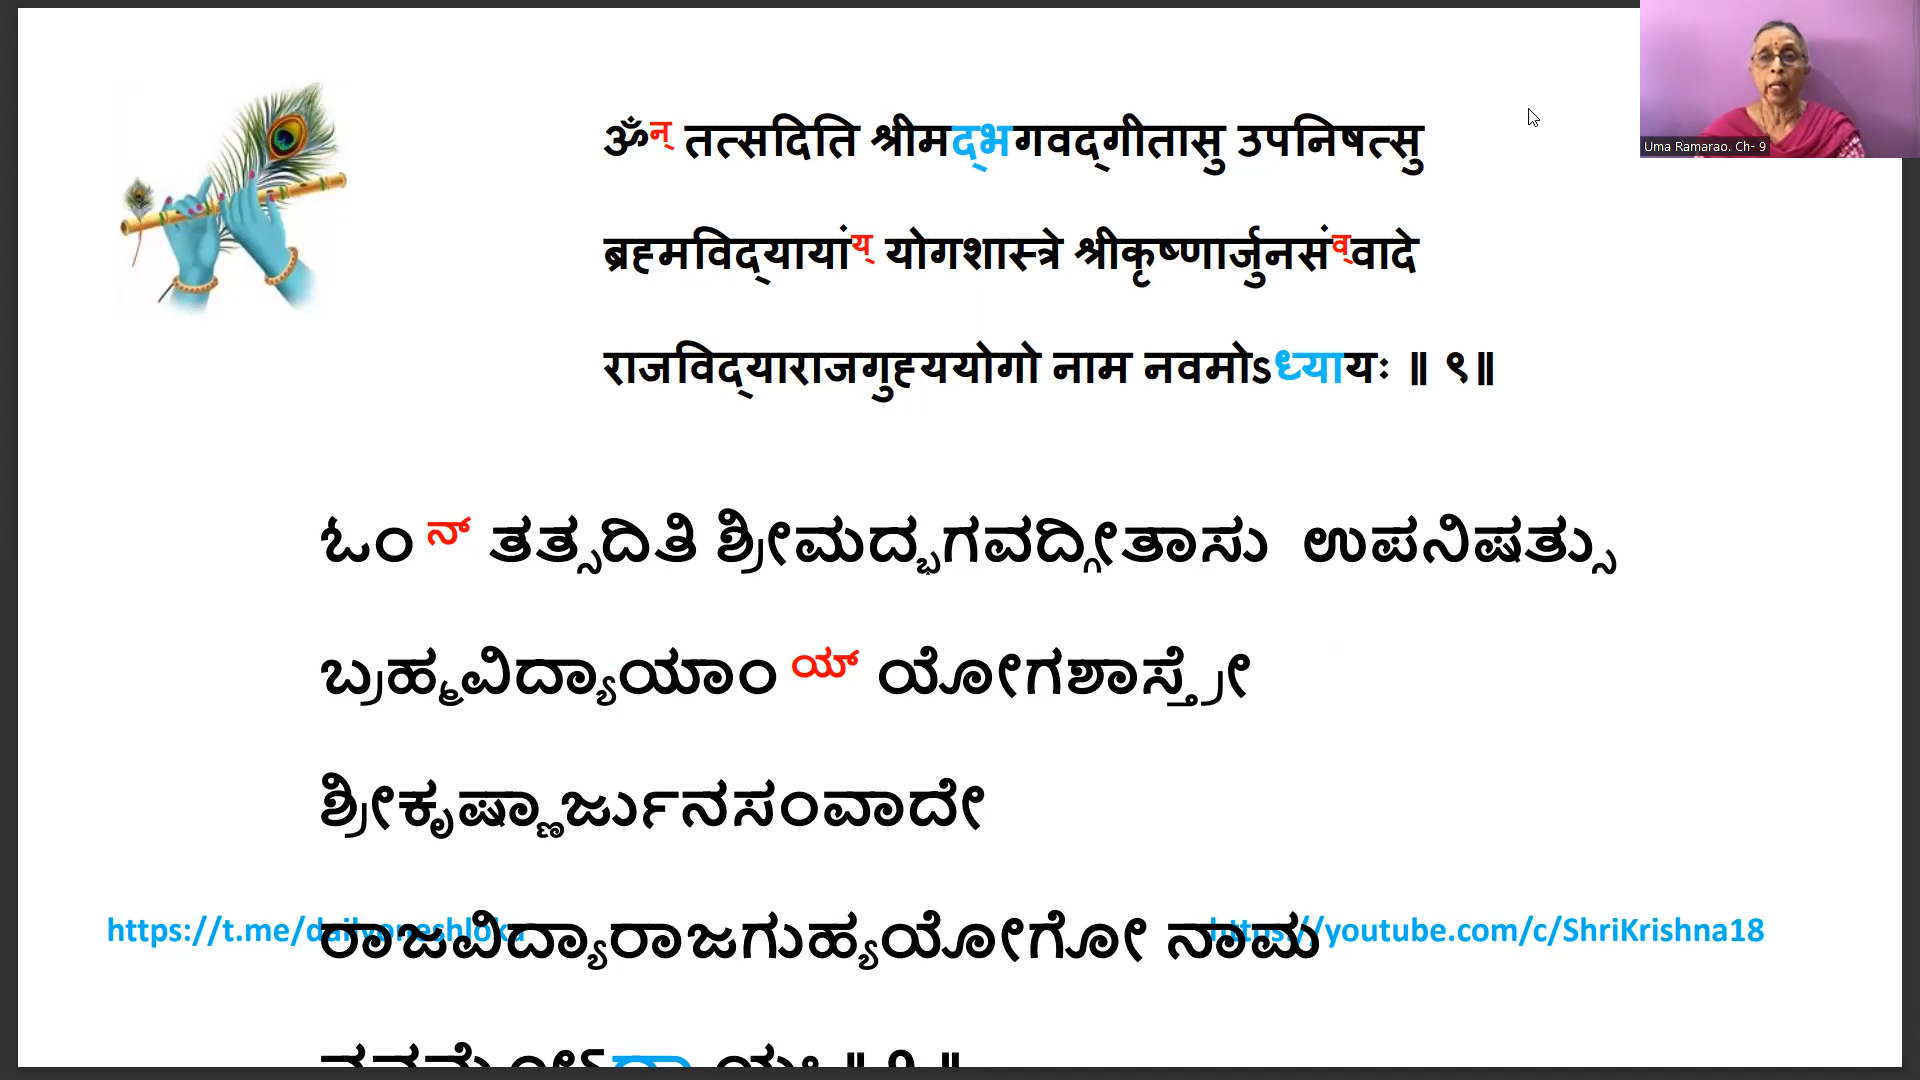 ॐन् तत्सदिति श्रीमद्भगवद्गीतासु उपनिषत्सु
ब्रह्मविद्यायांय् योगशास्त्रे श्रीकृष्णार्जुनसंव्वादे
राजविद्याराजगुह्ययोगो नाम नवमोऽध्यायः ॥ ९॥
ಓಂ ನ್ ತತ್ಸದಿತಿ ಶ್ರೀಮದ್ಭಗವದ್ಗೀತಾಸು ಉಪನಿಷತ್ಸು
ಬ್ರಹ್ಮವಿದ್ಯಾಯಾಂ ಯ್ ಯೋಗಶಾಸ್ತ್ರೇ
ಶ್ರೀಕೃಷ್ಣಾರ್ಜುನಸಂವಾದೇ
ರಾಜವಿದ್ಯಾರಾಜಗುಹ್ಯಯೋಗೋ ನಾಮ
https://t.me/dailyoneshloka
https://youtube.com/c/ShriKrishna18
Uma Ramarao. Ch- 9